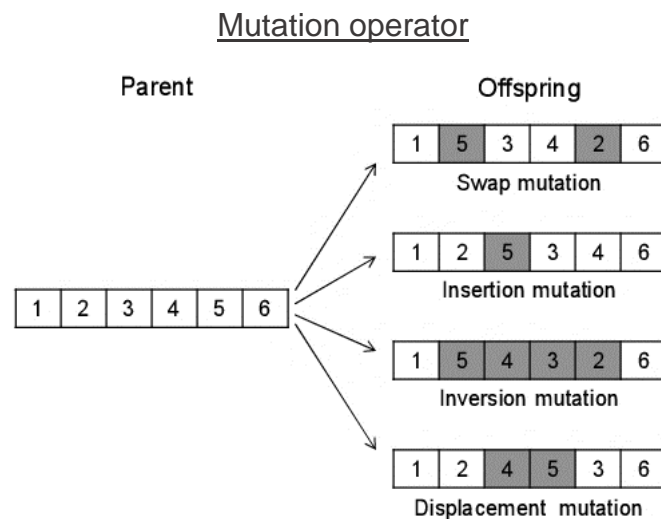 Mutation operator
Parent Offspring
1 5 3 4 2 6
Swap mutation
1 2 5 3 4 6
Insertion mutation
1 2 3 4 5 6
1 5 4 3 2 6
Inversion mutation
1 2 4 5 3 6
Displacement mutation